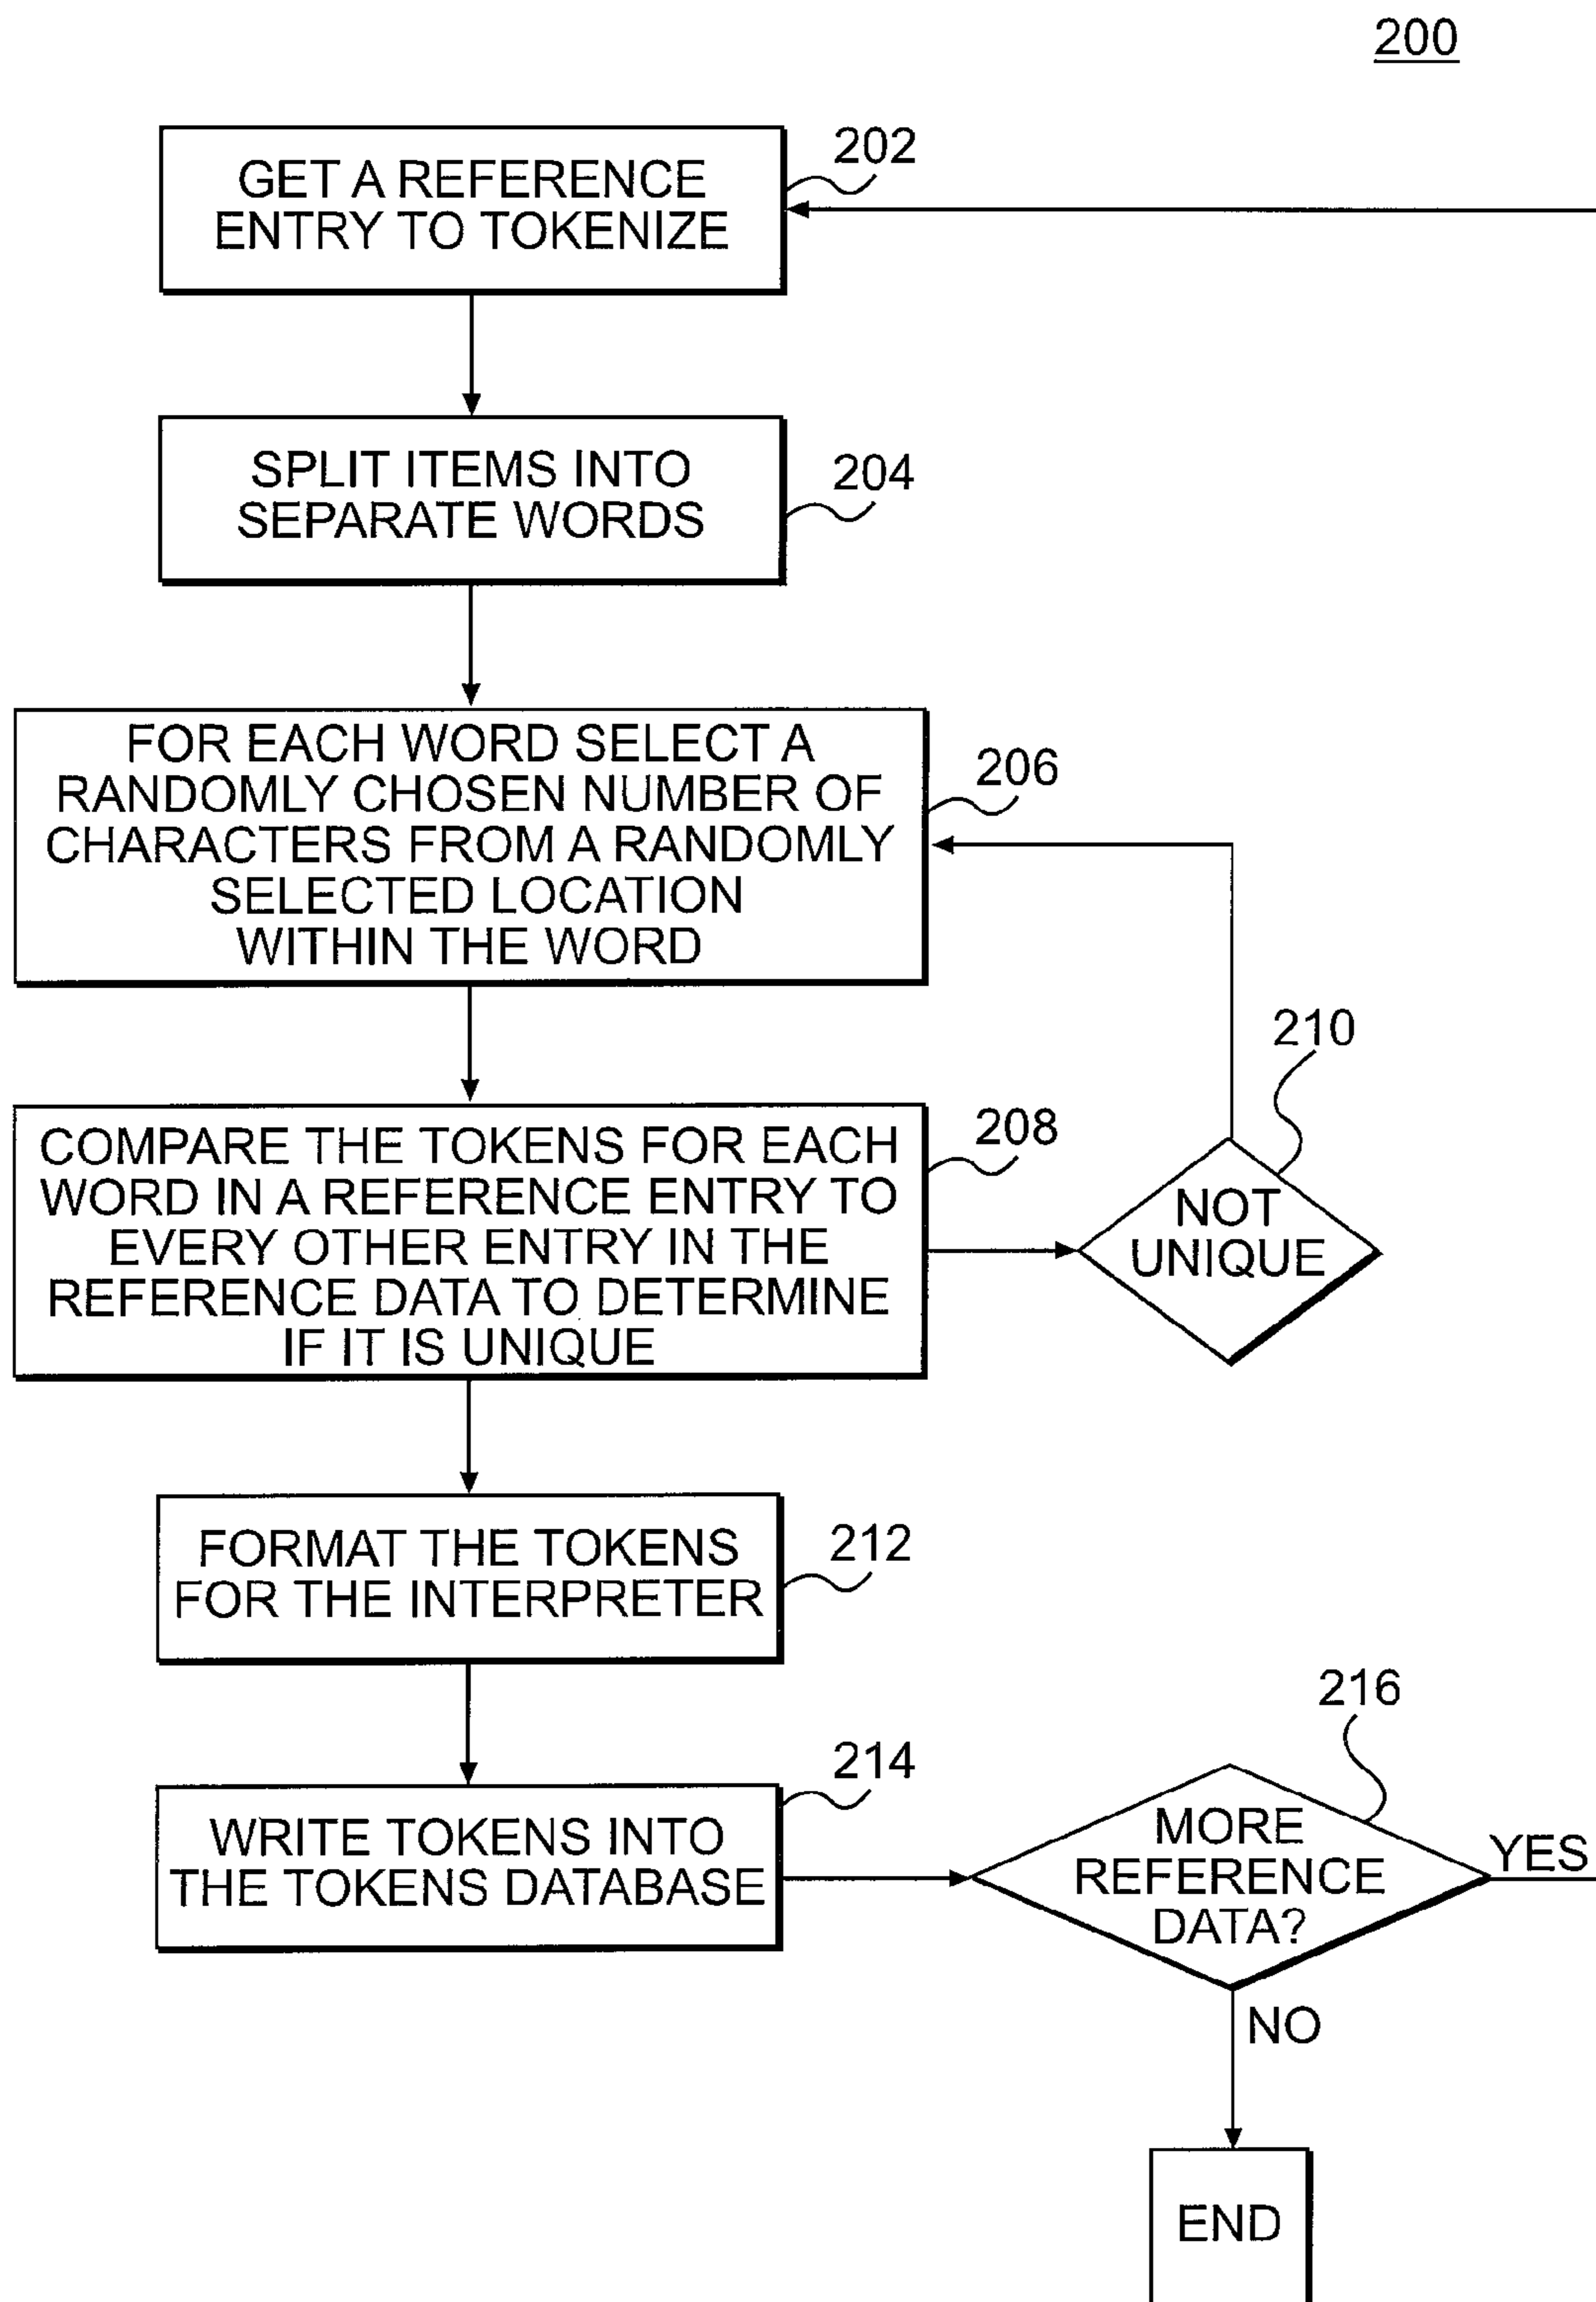 200
202
GET A REFERENCE
ENTRY TO TOKENIZE
204
SPLIT ITEMS INTO
SEPARATE WORDS
206
FOR EACH WORD SELECT A
RANDOMLY CHOSEN NUMBER OF
CHARACTERS FROM A RANDOMLY
SELECTED LOCATION
WITHIN THE WORD
208
COMPARE THE TOKENS FOR EACH
WORD IN A REFERENCE ENTRY TO
EVERY OTHER ENTRY IN THE
REFERENCE DATA TO DETERMINE
IF IT IS UNIQUE
210
NOT
UNIQUE
212
FORMAT THE TOKENS
FOR THE INTERPRETER
214
WRITE TOKENS INTO
THE TOKENS DATABASE
216
MORE
REFERENCE
DATA?
YES
NO
END